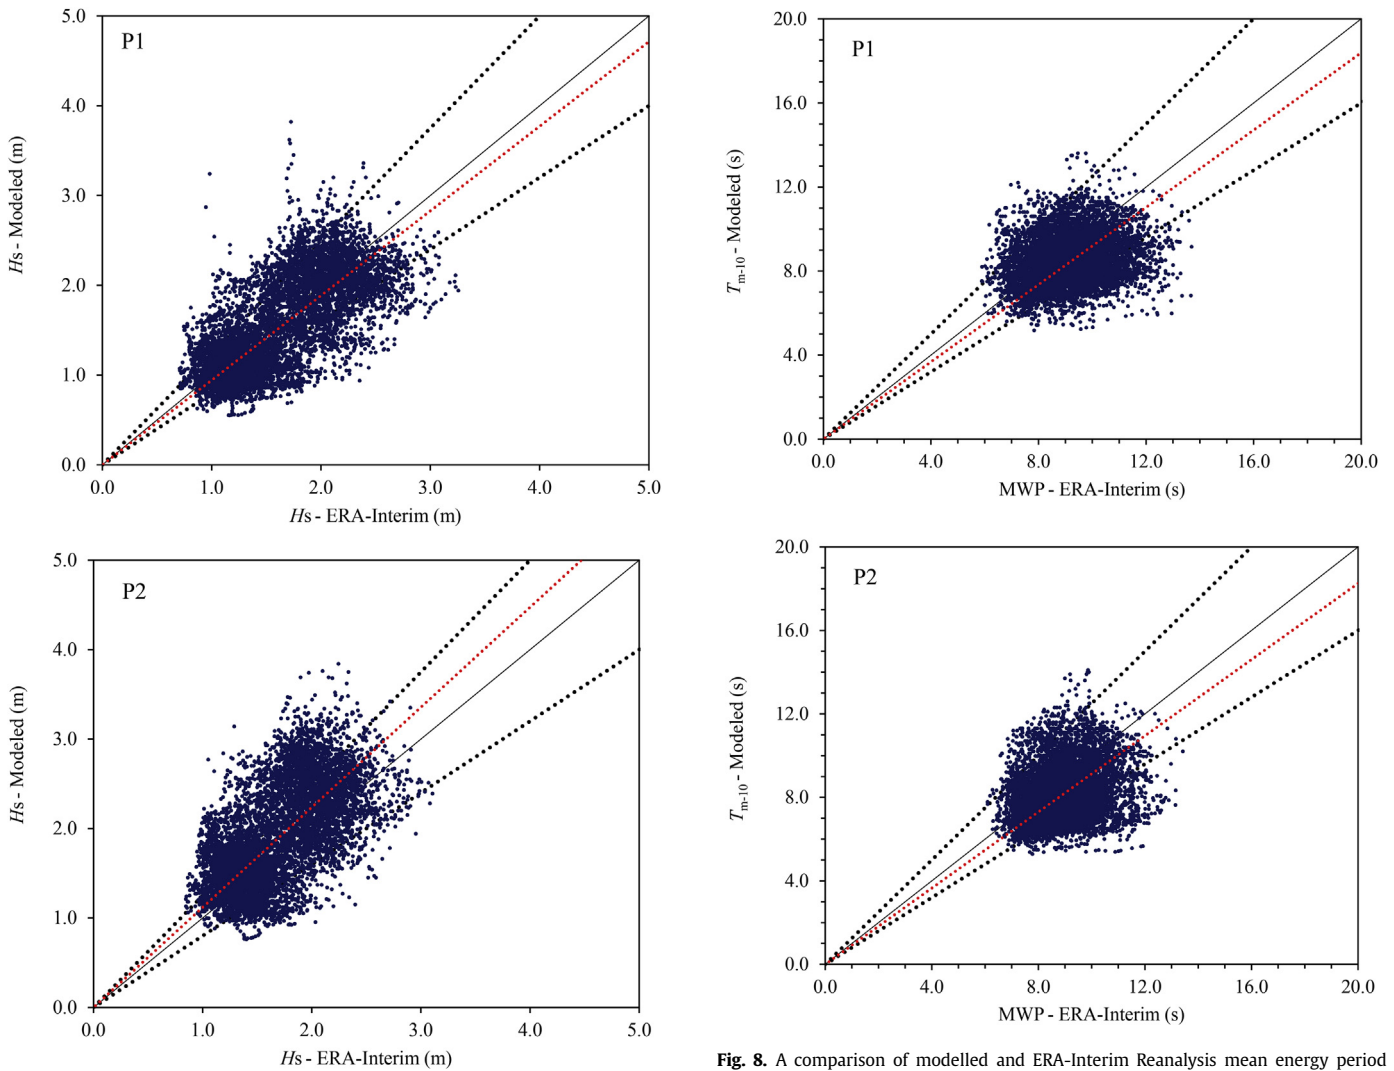 P1
5.0
4.0
3.0
2.0
1.0
0.0
Hs - Modeled (m)
0.0 1.0 2.0 3.0 4.0 5.0
Hs - ERA-Interim (m)
P2
5.0
4.0
3.0
2.0
1.0
0.0
Hs - Modeled (m)
0.0 1.0 2.0 3.0 4.0 5.0
Hs - ERA-Interim (m)
P1
20.0
16.0
12.0
8.0
4.0
0.0
Tm-10 - Modeled (s)
0.0 4.0 8.0 12.0 16.0 20.0
MWP - ERA-Interim (s)
P2
20.0
16.0
12.0
8.0
4.0
0.0
Tm-10 - Modeled (s)
0.0 4.0 8.0 12.0 16.0 20.0
MWP - ERA-Interim (s)
Fig. 8. A comparison of modelled and ERA-Interim Reanalysis mean energy period